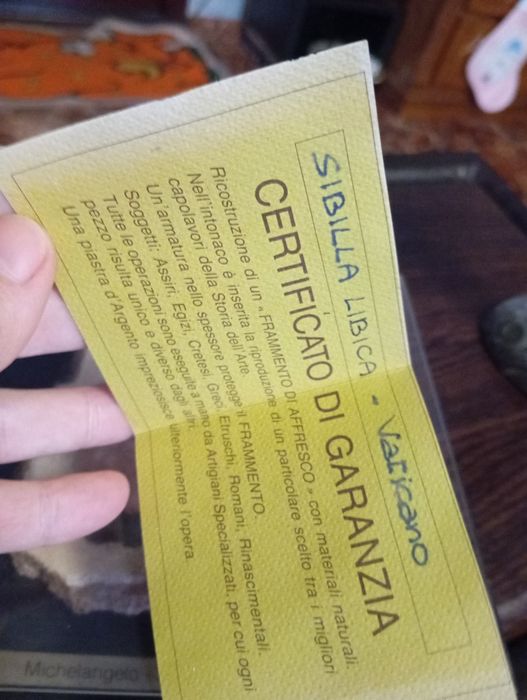 SIBILLA LIBICA - Vaticano
CERTIFICATO DI GARANZIA
Ricostruzione di un « FRAMMENTO DI AFFRESCO » con materiali naturali.
Nell'intonaco è inserita la riproduzione di un particolare scelto tra i migliori
capolavori della Storia dell'Arte.
Un'armatura nello spessore protegge il FRAMMENTO.
Soggetti: Assiri, Egizi, Cretesi, Greci, Etruschi, Romani, Rinascimentali.
Tutte le operazioni sono eseguite a mano da Artigiani Specializzati, per cui ogni
pezzo risulta unico e diverso dagli altri.
Una piastra d'Argento impreziosisce ulteriormente l'opera
Michelangelo